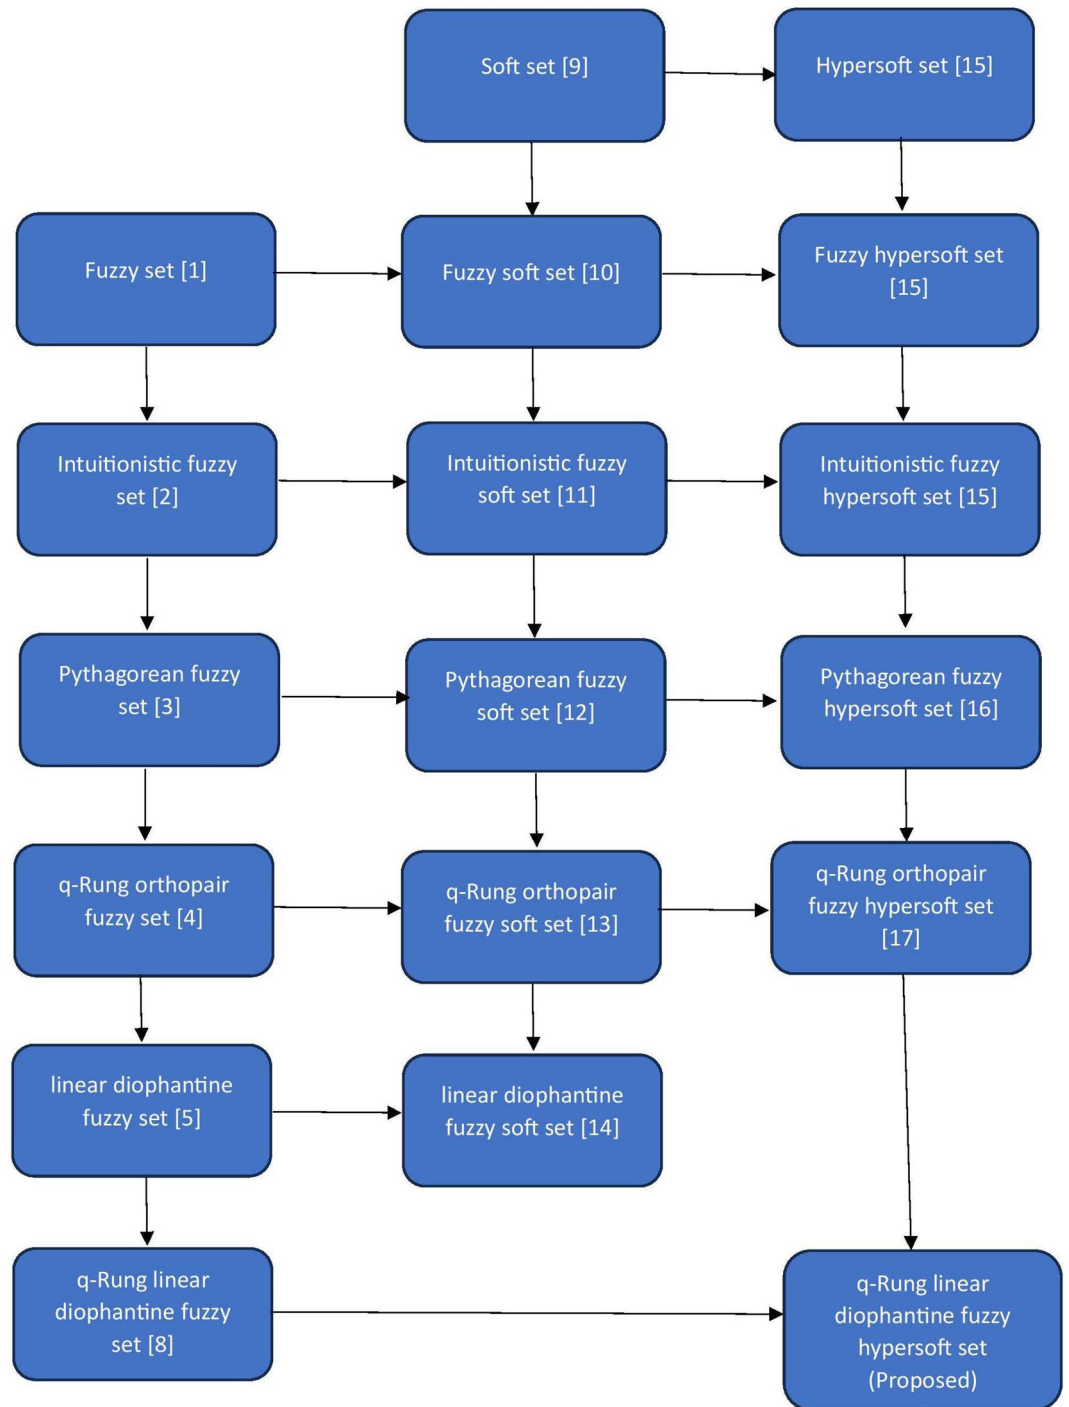 Soft set [9]
Hypersoft set [15]
Fuzzy set [1]
Fuzzy soft set [10]
Fuzzy hypersoft set
[15]
Intuitionistic fuzzy
set [2]
Intuitionistic fuzzy
soft set [11]
Intuitionistic fuzzy
hypersoft set [15]
Pythagorean fuzzy
set [3]
Pythagorean fuzzy
soft set [12]
Pythagorean fuzzy
hypersoft set [16]
q-Rung orthopair
fuzzy set [4]
q-Rung orthopair
fuzzy soft set [13]
q-Rung orthopair
fuzzy hypersoft set
[17]
linear diophantine
fuzzy set [5]
linear diophantine
fuzzy soft set [14]
q-Rung linear
diophantine fuzzy
set [8]
q-Rung linear
diophantine fuzzy
hypersoft set
(Proposed)